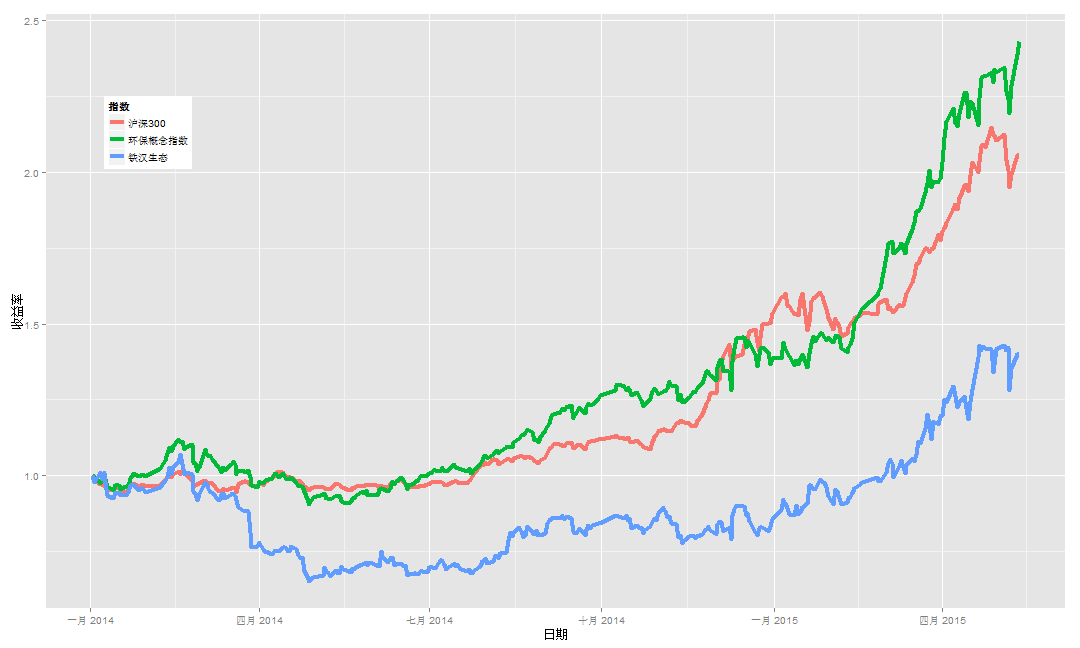 2.5
2.0
1.5
1.0
收益率
指数
沪深300
环保概念指数
铁汉生态
一月 2014
四月 2014
七月 2014
十月 2014
一月 2015
四月 2015
日期